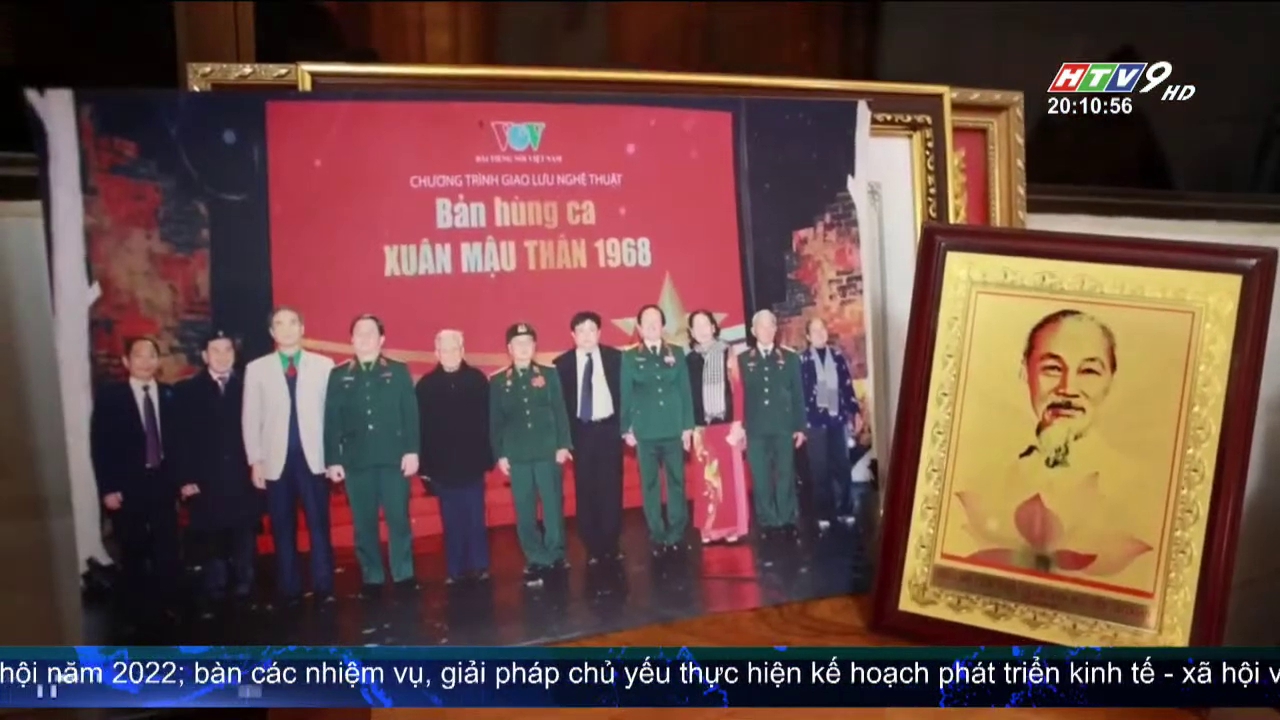 HTV9 HD
20:10:56
VOV
ĐÀI TIẾNG NÓI VIỆT NAM
CHƯƠNG TRÌNH GIAO LƯU NGHỆ THUẬT
Bản hùng ca
XUÂN MẬU THÂN 1968
hội năm 2022; bàn các nhiệm vụ, giải pháp chủ yếu thực hiện kế hoạch phát triển kinh tế - xã hội v